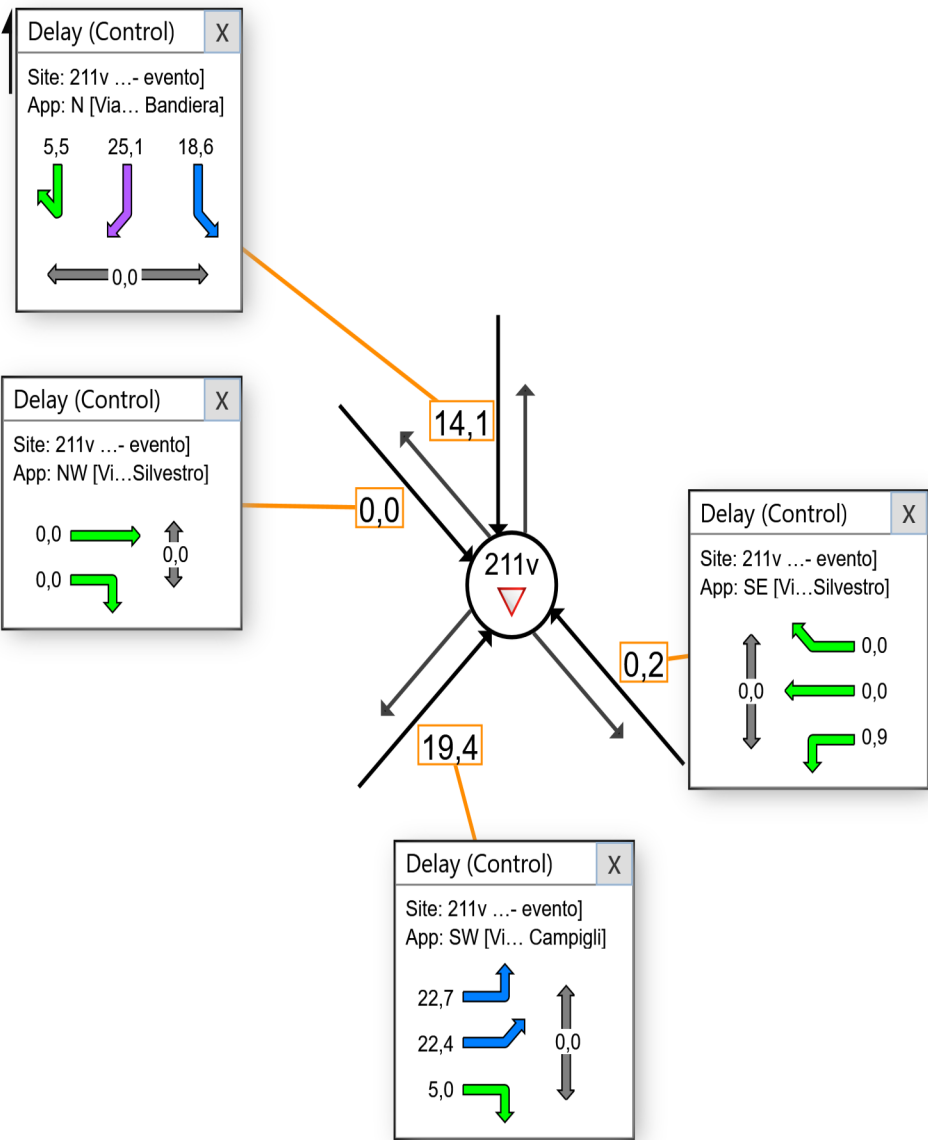 Delay (Control) X
Site: 211v ...- evento]
App: N [Via... Bandiera]
5,5 25,1 18,6
0,0
Delay (Control) X
Site: 211v ...- evento]
App: NW [Vi...Silvestro]
0,0
0,0
0,0
14,1
0,0
211v
0,2
19,4
Delay (Control) X
Site: 211v ...- evento]
App: SE [Vi...Silvestro]
0,0
0,0 0,0
0,9
Delay (Control) X
Site: 211v ...- evento]
App: SW [Vi... Campigli]
22,7
22,4 0,0
5,0